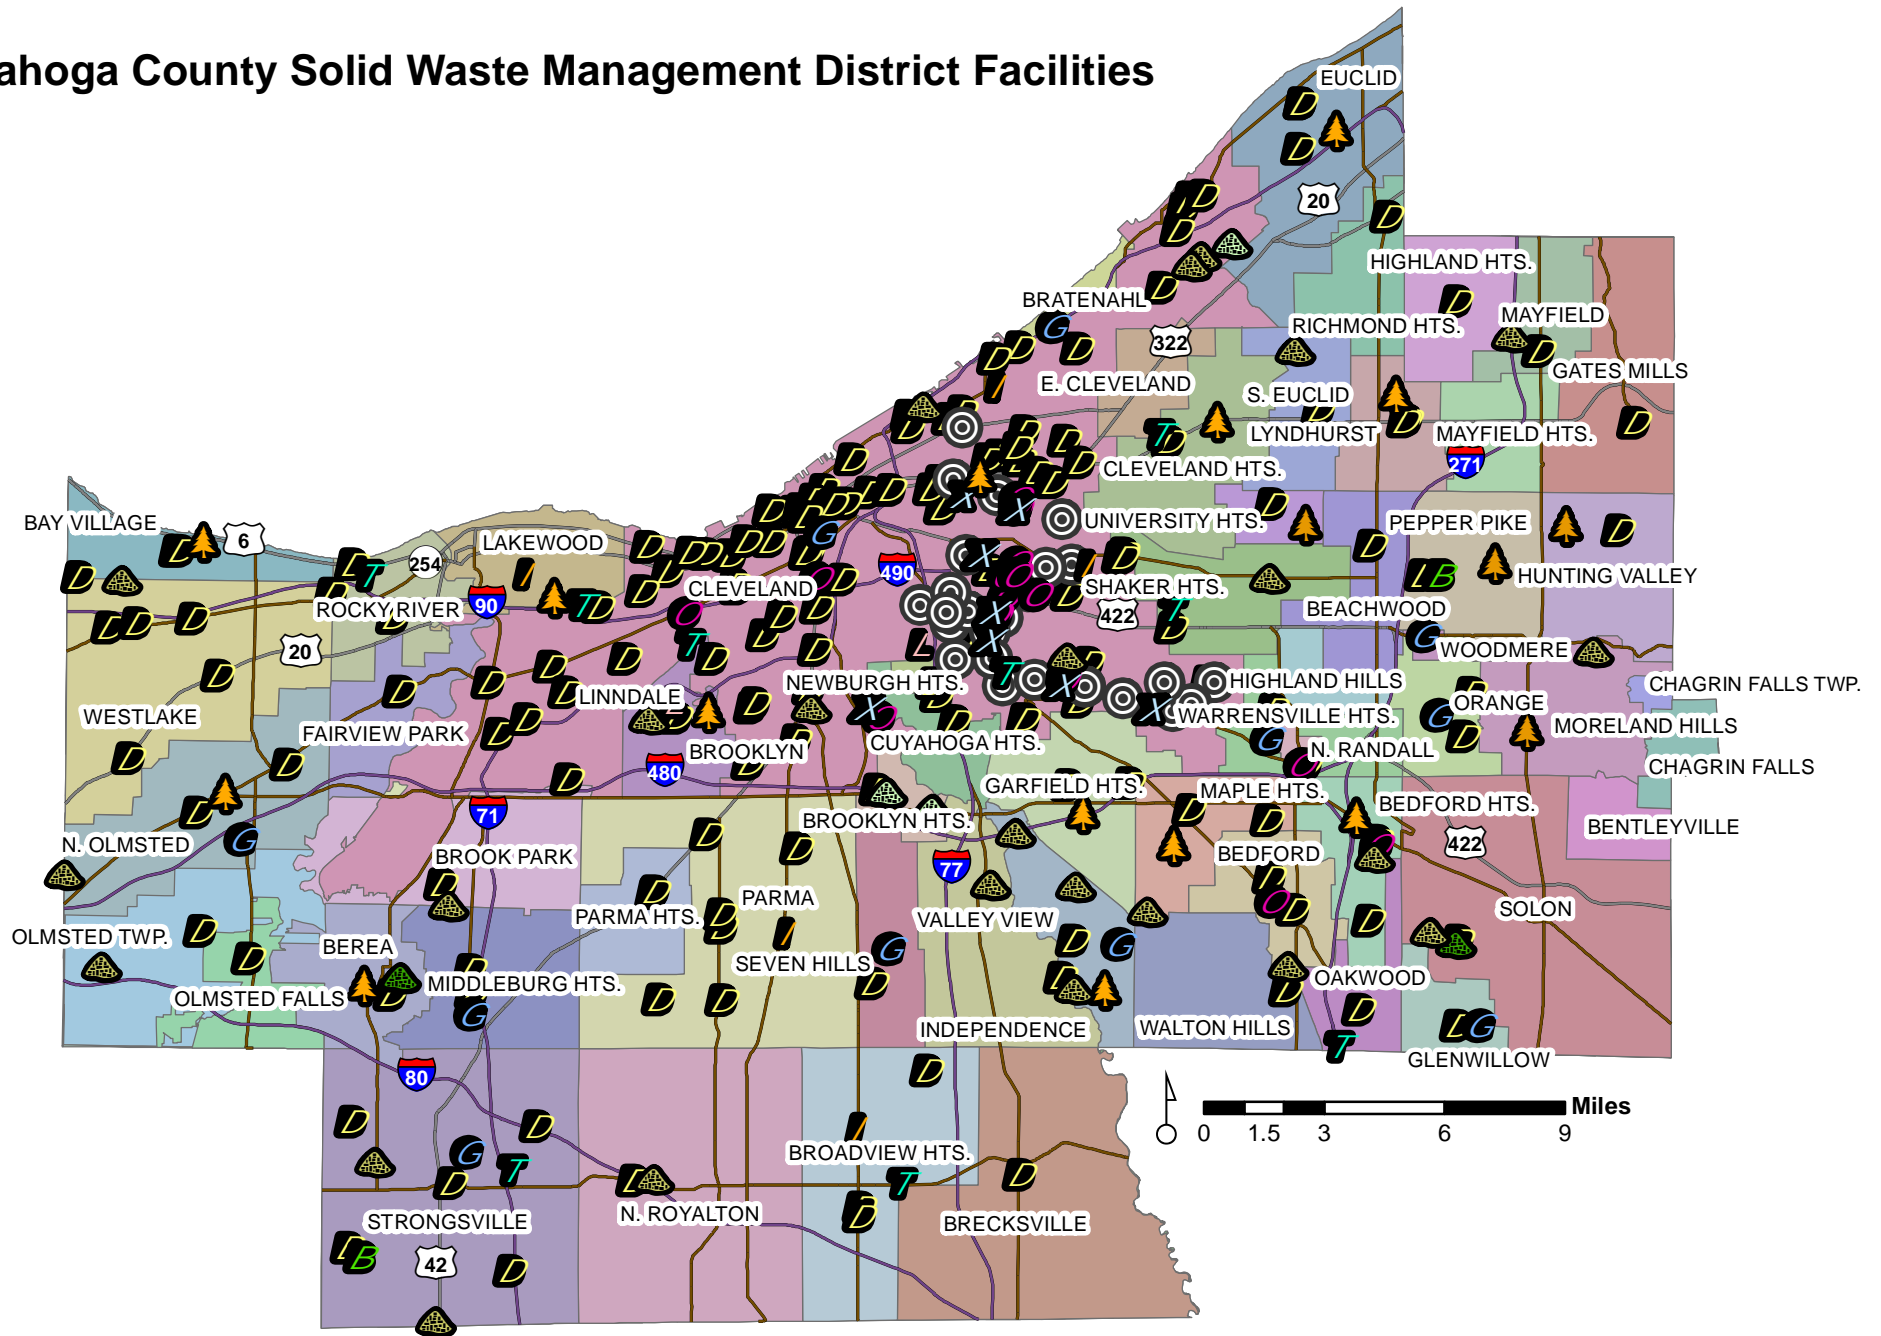 ahoga County Solid Waste Management District Facilities
EUCLID
20
HIGHLAND HTS.
BRATENAHL
RICHMOND HTS.
MAYFIELD
322
GATES MILLS
E. CLEVELAND
S. EUCLID
LYNDHURST
MAYFIELD HTS.
271
CLEVELAND HTS.
BAY VILLAGE
6
LAKEWOOD
UNIVERSITY HTS.
PEPPER PIKE
254
490
HUNTING VALLEY
CLEVELAND
SHAKER HTS.
ROCKY RIVER
90
422
BEACHWOOD
20
WOODMERE
NEWBURGH HTS.
HIGHLAND HILLS
CHAGRIN FALLS TWP.
LINNDALE
WESTLAKE
WARRENSVILLE HTS.
ORANGE
MORELAND HILLS
FAIRVIEW PARK
CUYAHOGA HTS.
BROOKLYN
N. RANDALL
480
CHAGRIN FALLS
GARFIELD HTS.
MAPLE HTS.
BEDFORD HTS.
71
BROOKLYN HTS.
BENTLEYVILLE
N. OLMSTED
422
BROOK PARK
BEDFORD
77
PARMA
SOLON
PARMA HTS.
VALLEY VIEW
OLMSTED TWP.
BEREA
SEVEN HILLS
OAKWOOD
MIDDLEBURG HTS.
OLMSTED FALLS
INDEPENDENCE
WALTON HILLS
GLENWILLOW
80
Miles
0 1.5 3 6 9
BROADVIEW HTS.
N. ROYALTON
STRONGSVILLE
BRECKSVILLE
42